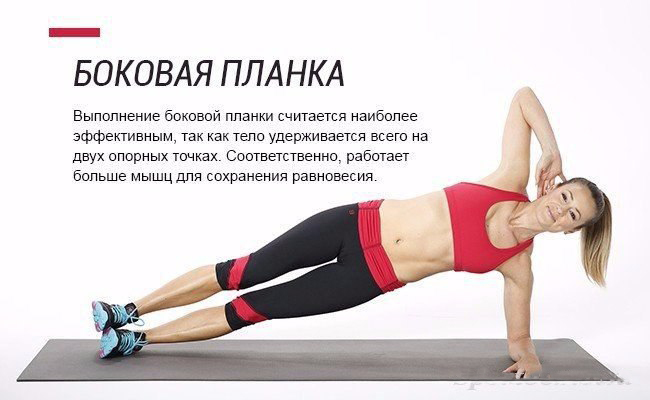 БОКОВАЯ ПЛАНКА
Выполнение боковой планки считается наиболее
эффективным, так как тело удерживается всего на
двух опорных точках. Соответственно, работает
больше мышц для сохранения равновесия.